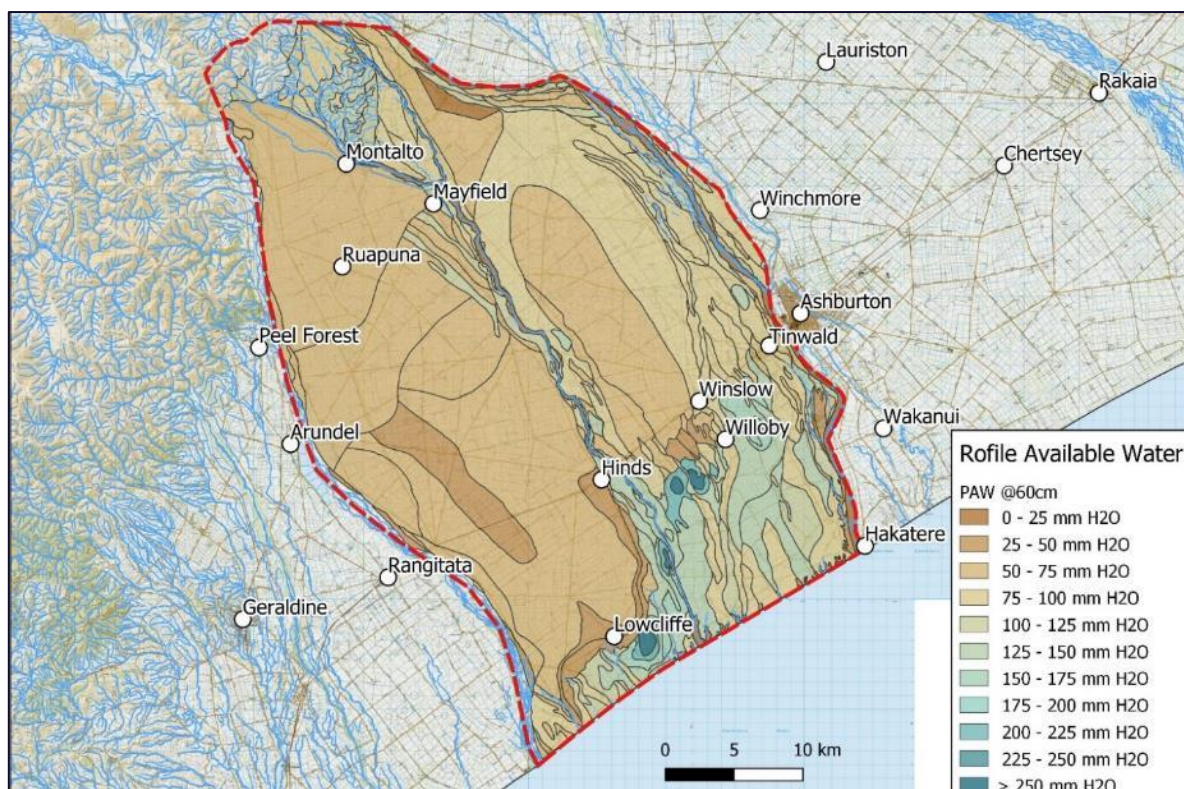 Lauriston
Rakaia
Chertsey
Montalto
Mayfield
Winchmore
Ruapuna
Ashburton
Peel Forest
Tinwald
Winslow
Wakanui
Willoby
Arundel
Hinds
Hakatere
Rangitata
Geraldine
Lowcliffe
Rofile Available Water
PAW @60cm
0 - 25 mm H2O
25 - 50 mm H2O
50 - 75 mm H2O
75 - 100 mm H2O
100 - 125 mm H2O
125 - 150 mm H2O
150 - 175 mm H2O
175 - 200 mm H2O
200 - 225 mm H2O
225 - 250 mm H2O
> 250 mm H2O
0 5 10 km